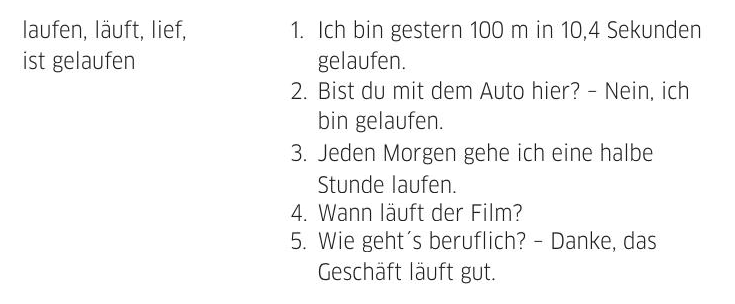 laufen, läuft, lief,
ist gelaufen
1. Ich bin gestern 100 m in 10,4 Sekunden
gelaufen.
2. Bist du mit dem Auto hier? – Nein, ich
bin gelaufen.
3. Jeden Morgen gehe ich eine halbe
Stunde laufen.
4. Wann läuft der Film?
5. Wie geht´s beruflich? – Danke, das
Geschäft läuft gut.